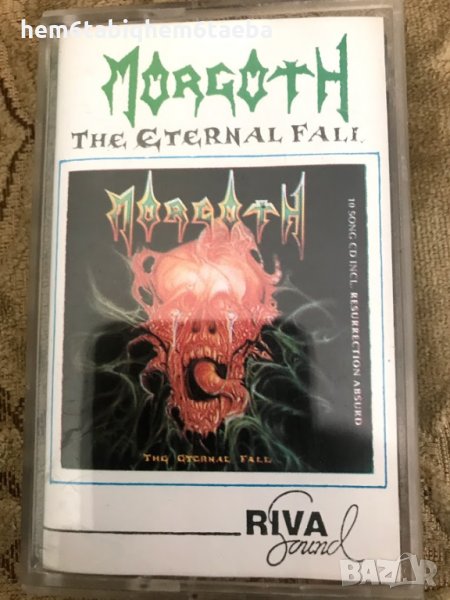 hem6tabiqhem6taeba
MORGOTH
THE ETERNAL FALL
MORGOTH
10 SONG CD INCL. RESURRECTION ABSURD
THE ETERNAL FALL
RIVA
Sound
BAZAR